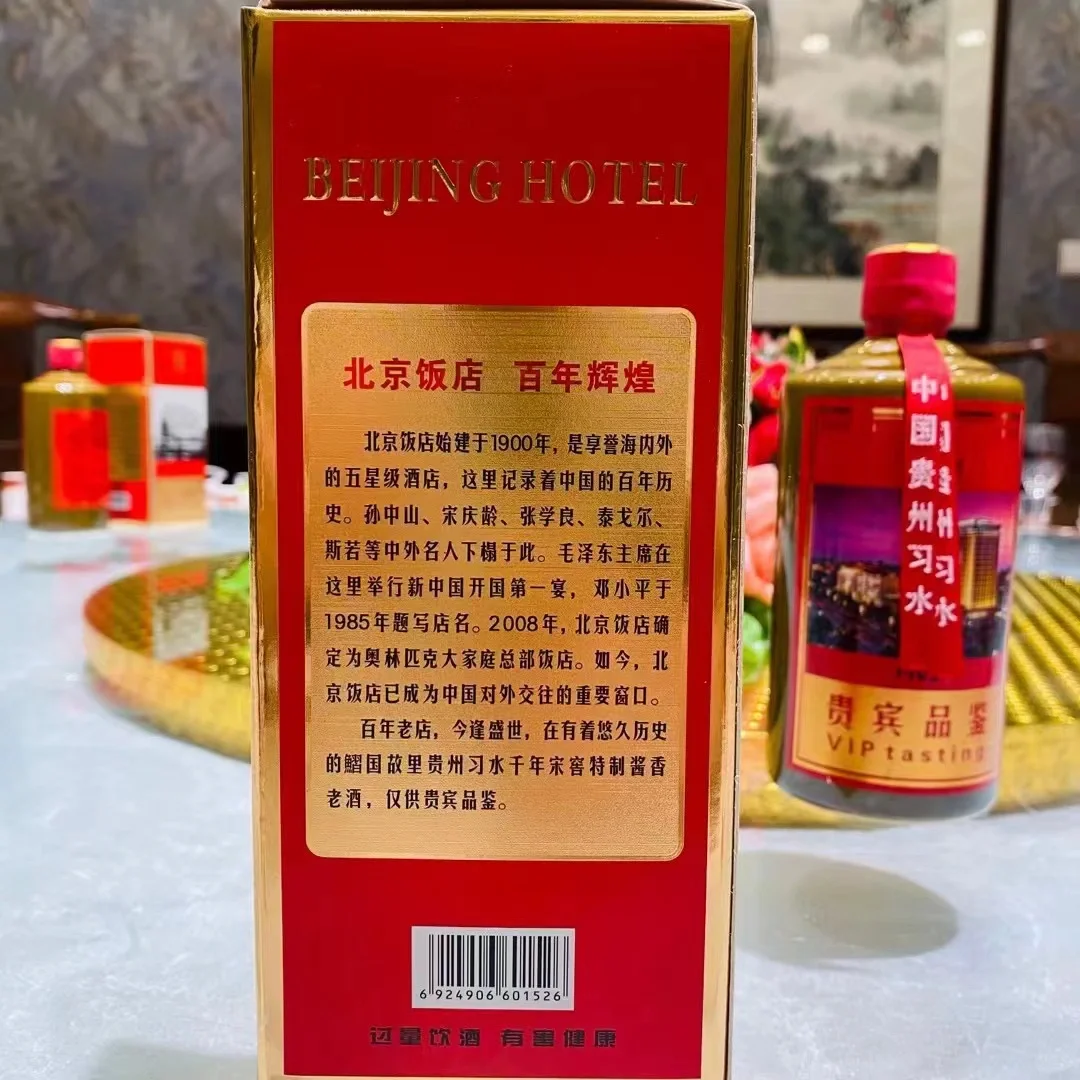 BEIJING HOTEL
北京饭店 百年辉煌
北京饭店始建于1900年，是享誉海内外
的五星级酒店，这里记录着中国的百年历
史。孙中山、宋庆龄、张学良、泰戈尔、
斯若等中外名人下榻于此。毛泽东主席在
这里举行新中国开国第一宴，邓小平于
1985年题写店名。2008年，北京饭店确
定为奥林匹克大家庭总部饭店。如今，北
京饭店已成为中国对外交往的重要窗口。
百年老店，今逢盛世，在有着悠久历史
的鳛国故里贵州习水千年宋窖特制酱香
老酒，仅供贵宾品鉴。
6 924906 601526
过量饮酒 有害健康
中国贵州习水
州习水
贵宾品鉴
VIP tasting